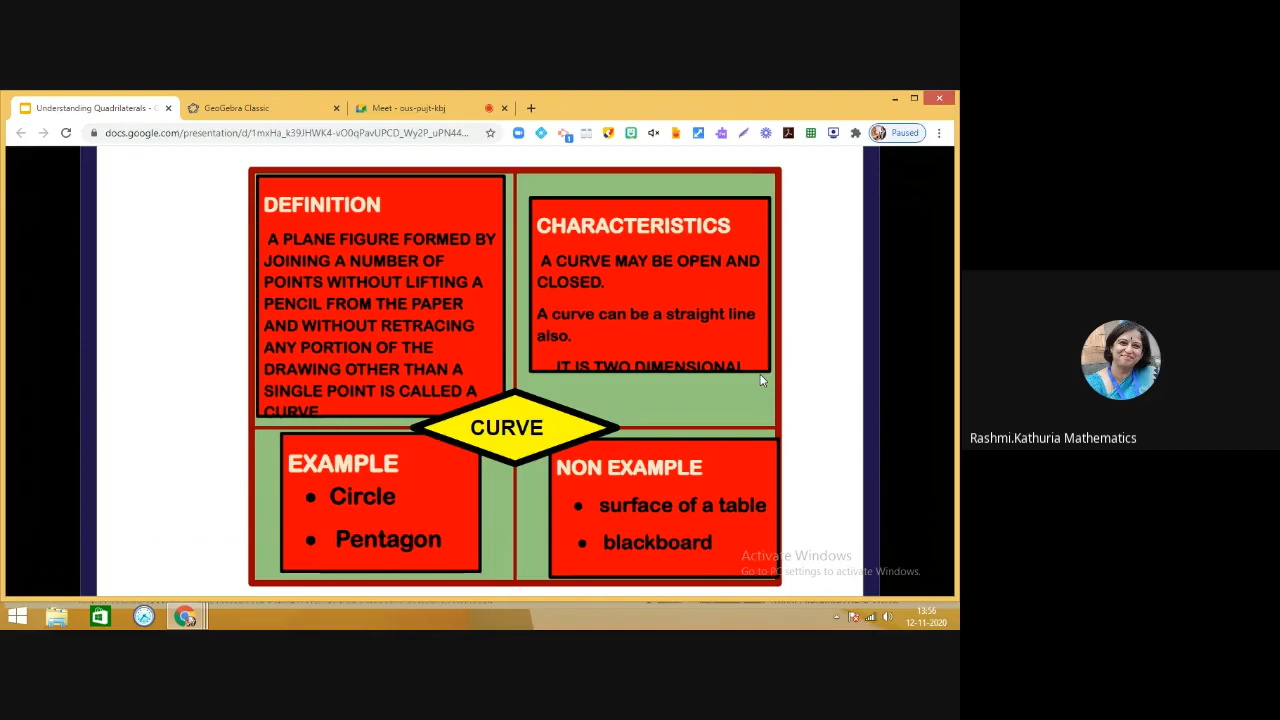 Understanding Quadrilaterals - G
GeoGebra Classic
Meet - ous-pujt-kbj
docs.google.com/presentation/d/1mxHa_k39JHWK4-vO0qPavUPCD_Wy2P_uPN44...
Paused
DEFINITION
A PLANE FIGURE FORMED BY
JOINING A NUMBER OF
POINTS WITHOUT LIFTING A
PENCIL FROM THE PAPER
AND WITHOUT RETRACING
ANY PORTION OF THE
DRAWING OTHER THAN A
SINGLE POINT IS CALLED A
CURVE
CHARACTERISTICS
A CURVE MAY BE OPEN AND
CLOSED.
A curve can be a straight line
also.
IT IS TWO DIMENSIONAL
CURVE
EXAMPLE
• Circle
• Pentagon
NON EXAMPLE
• surface of a table
• blackboard
Activate Windows
Go to PC settings to activate Windows.
Rashmi.Kathuria Mathematics
13:56
12-11-2020